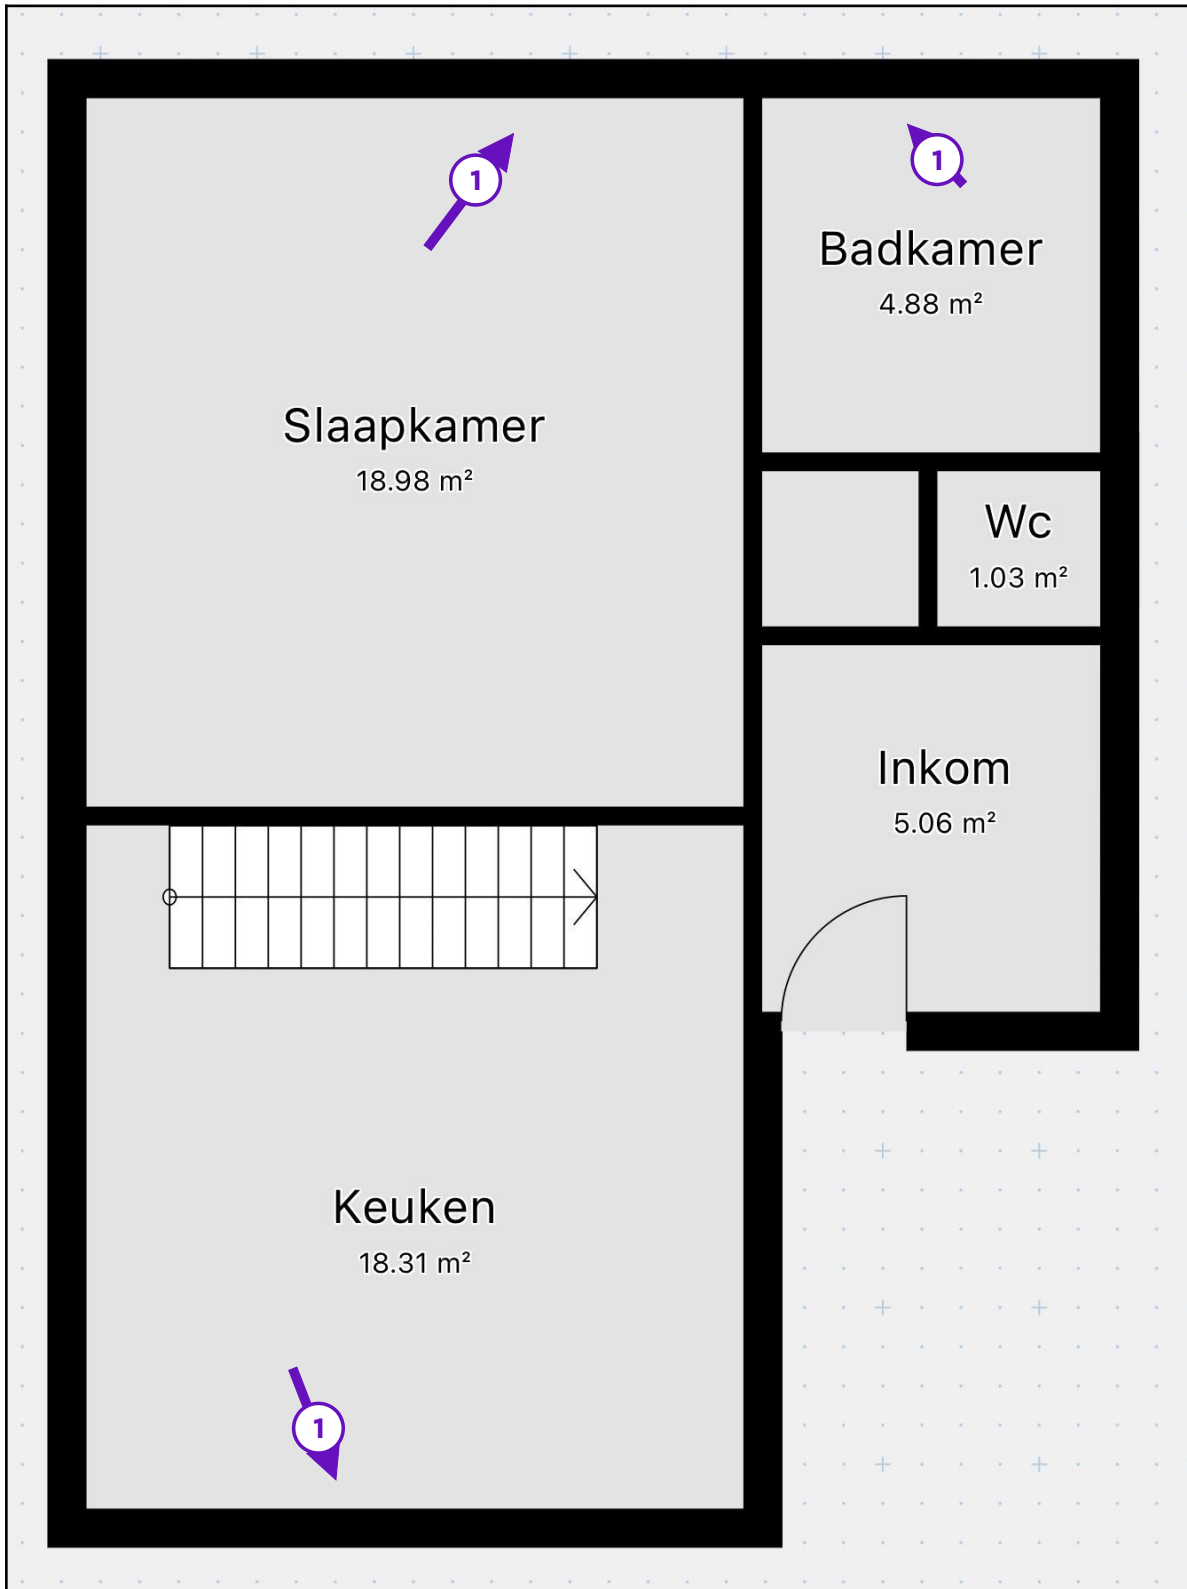 1
1
Badkamer
4.88 m²
Slaapkamer
18.98 m²
Wc
1.03 m²
Inkom
5.06 m²
Keuken
18.31 m²
1